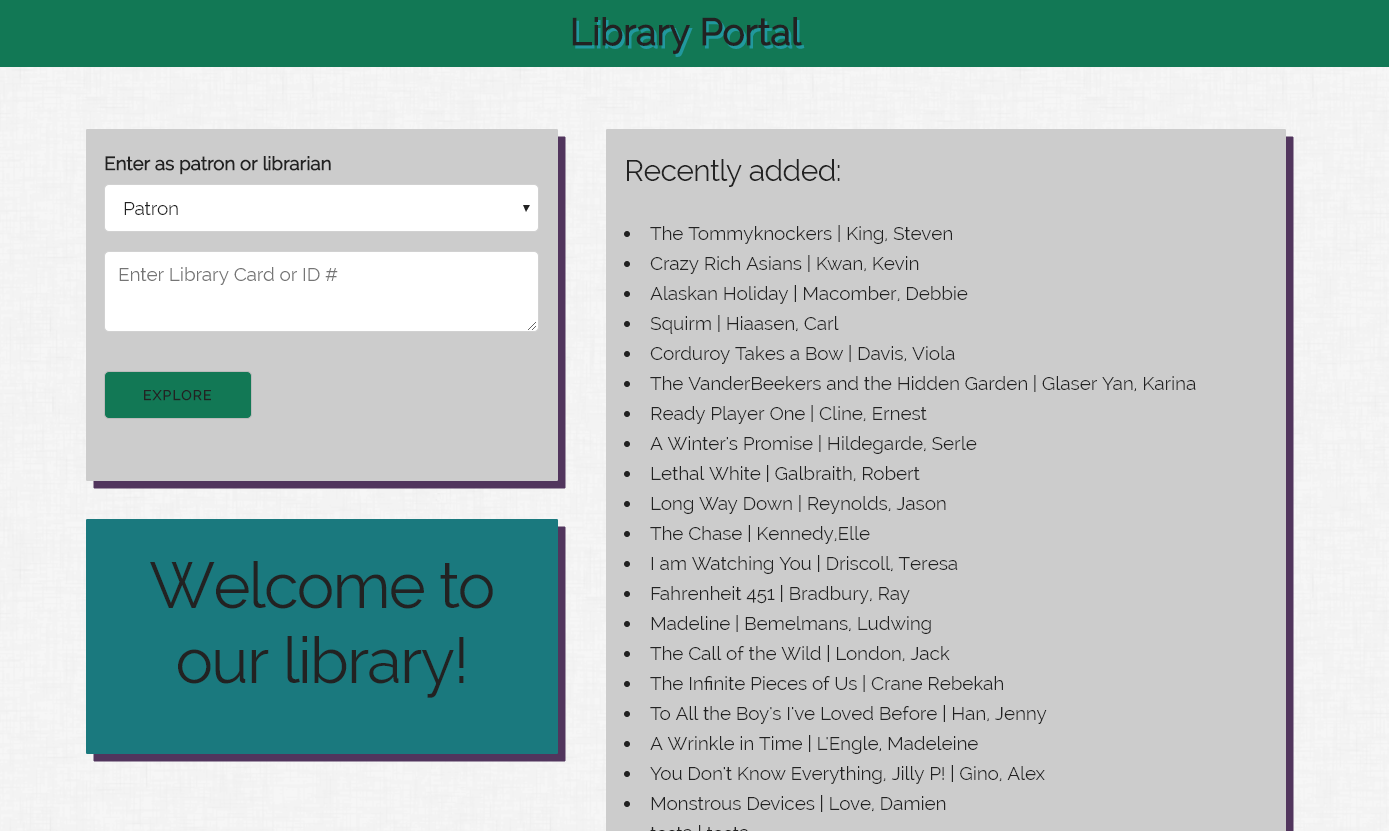 Library Portal
Enter as patron or librarian
Patron
Enter Library Card or ID #
EXPLORE
Welcome to
our library!
Recently added:
The Tommyknockers | King, Steven
Crazy Rich Asians | Kwan, Kevin
Alaskan Holiday | Macomber, Debbie
Squirm | Hiaasen, Carl
Corduroy Takes a Bow | Davis, Viola
The VanderBeekers and the Hidden Garden | Glaser Yan, Karina
Ready Player One | Cline, Ernest
A Winter's Promise | Hildegarde, Serle
Lethal White | Galbraith, Robert
Long Way Down | Reynolds, Jason
The Chase | Kennedy,Elle
I am Watching You | Driscoll, Teresa
Fahrenheit 451 | Bradbury, Ray
Madeline | Bemelmans, Ludwing
The Call of the Wild | London, Jack
The Infinite Pieces of Us | Crane Rebekah
To All the Boy's I've Loved Before | Han, Jenny
A Wrinkle in Time | L'Engle, Madeleine
You Don't Know Everything, Jilly P! | Gino, Alex
Monstrous Devices | Love, Damien